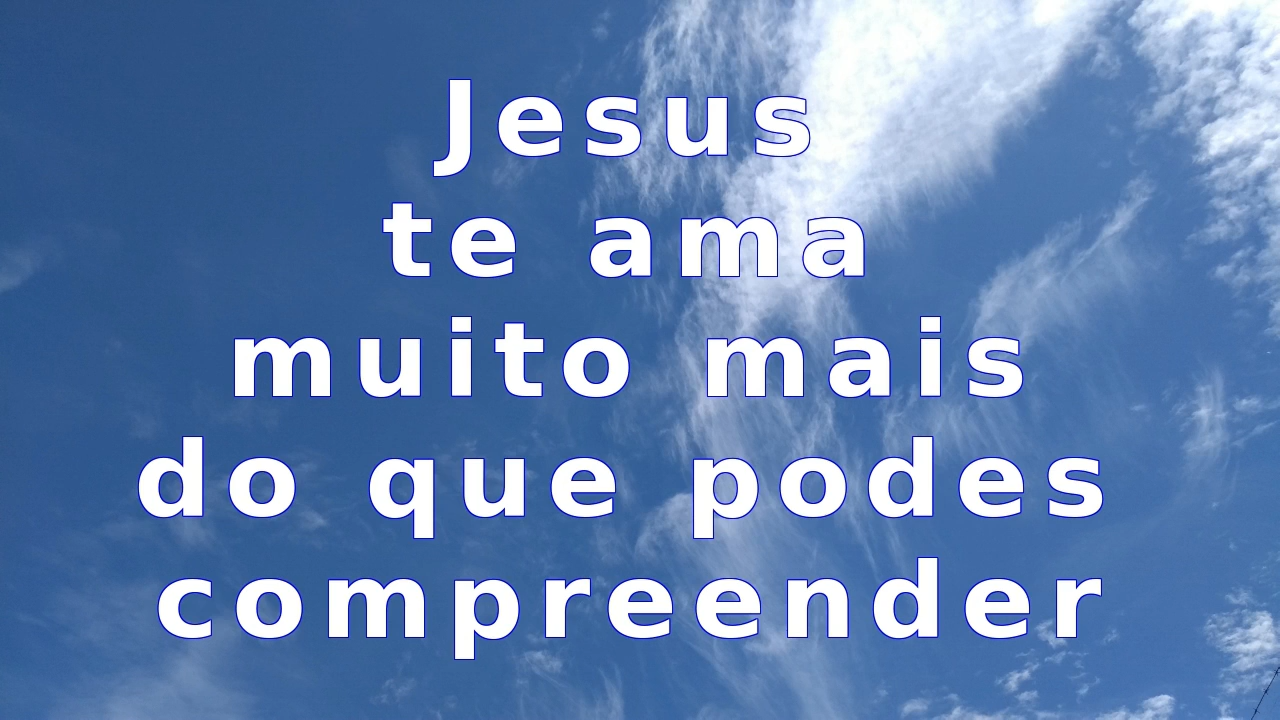 Jesus
te ama
muito mais
do que podes
compreender